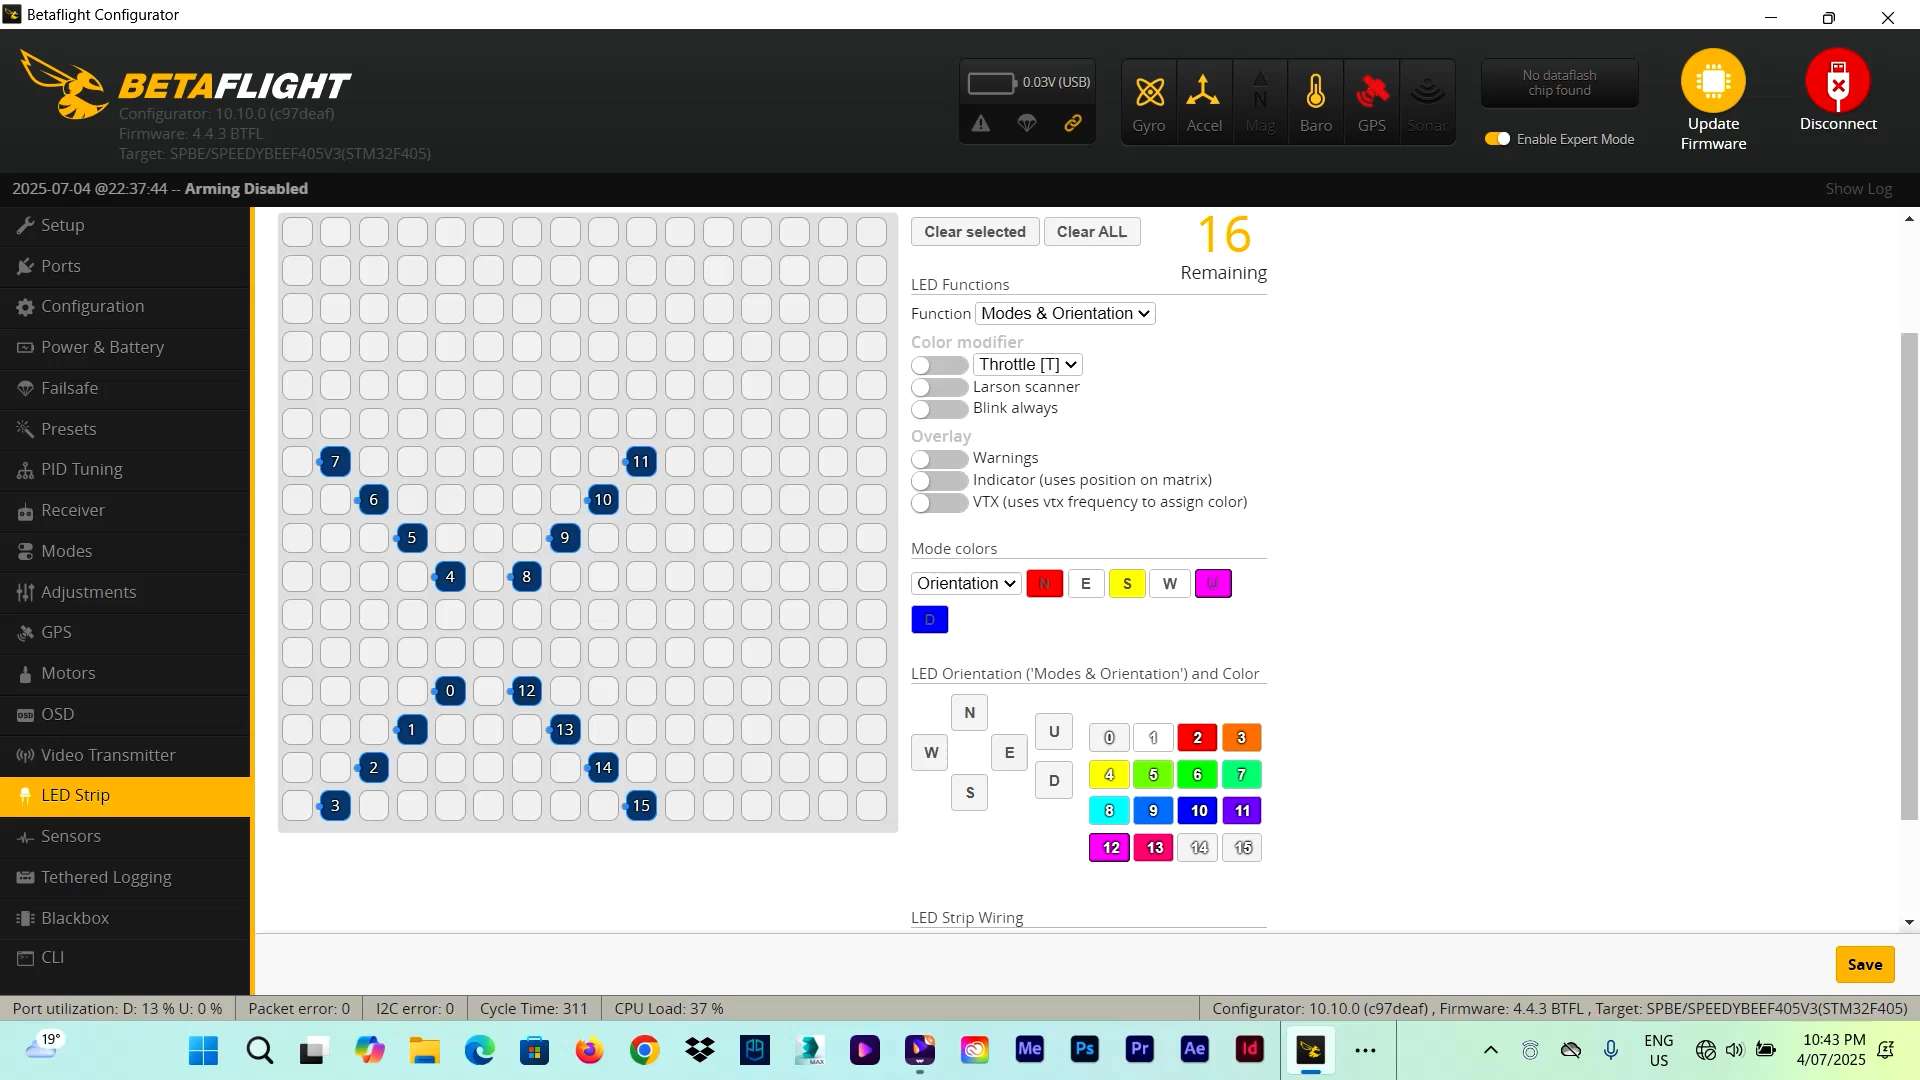 Betaflight Configurator
BETAFLIGHT
Configurator: 10.10.0 (c97deaf)
Firmware: 4.4.3 BTFL
Target: SPBE/SPEEDYBEEF405V3(STM32F405)
0.03V (USB)
Gyro
Accel
N
Mag
Baro
GPS
Sonar
No dataflash
chip found
Enable Expert Mode
Update
Firmware
Disconnect
2025-07-04 @22:37:44 -- Arming Disabled
Show Log
Setup
Ports
Configuration
Power & Battery
Failsafe
Presets
PID Tuning
Receiver
Modes
Adjustments
GPS
Motors
OSD
OSD
Video Transmitter
LED Strip
Sensors
Tethered Logging
Blackbox
CLI
7 11
6 10
5 9
4 8
0 12
1 13
2 14
3 15
Clear selected
Clear ALL
16
Remaining
LED Functions
Function Modes & Orientation
Color modifier
Throttle [T]
Larson scanner
Blink always
Overlay
Warnings
Indicator (uses position on matrix)
VTX (uses vtx frequency to assign color)
Mode colors
Orientation N E S W U
D
LED Orientation ('Modes & Orientation') and Color
N
W E
S
U
D
0 1 2 3
4 5 6 7
8 9 10 11
12 13 14 15
LED Strip Wiring
Save
Port utilization: D: 13 % U: 0 %
Packet error: 0
I2C error: 0
Cycle Time: 311
CPU Load: 37 %
Configurator: 10.10.0 (c97deaf) , Firmware: 4.4.3 BTFL , Target: SPBE/SPEEDYBEEF405V3(STM32F405)
19°
MAX
Me
Ps
Pr
Ae
Id
ENG
US
10:43 PM
4/07/2025